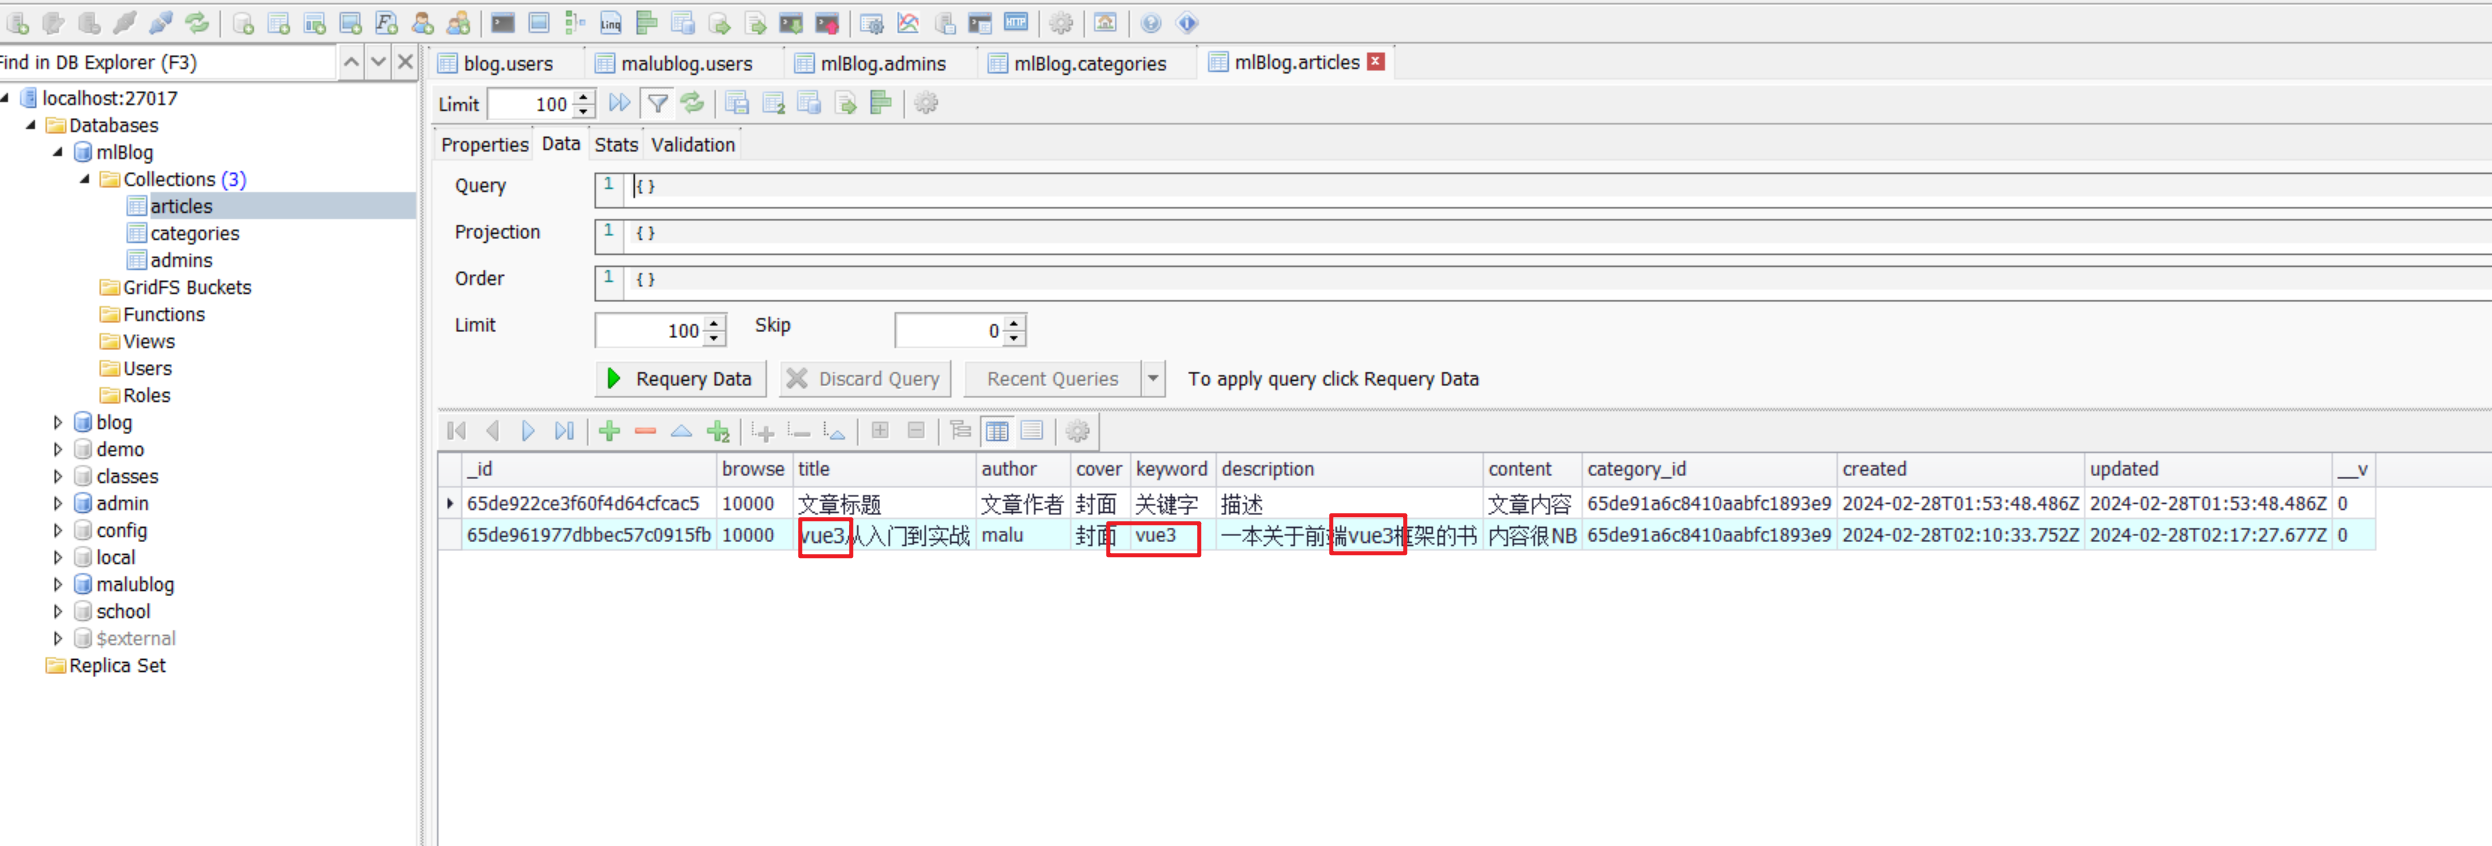 Find in DB Explorer (F3)
localhost:27017
Databases
mlBlog
Collections (3)
articles
categories
admins
GridFS Buckets
Functions
Views
Users
Roles
blog
demo
classes
admin
config
local
malublog
school
$external
Replica Set
blog.users malublog.users mlBlog.admins mlBlog.categories mlBlog.articles
Limit 100
Properties Data Stats Validation
Query 1 {}
Projection 1 {}
Order 1 {}
Limit 100 Skip 0
Requery Data Discard Query Recent Queries To apply query click Requery Data
_id browse title author cover keyword description content category_id created updated __v
65de922ce3f60f4d64cfcac5 10000 文章标题 文章作者 封面 关键字 描述 文章内容 65de91a6c8410aabfc1893e9 2024-02-28T01:53:48.486Z 2024-02-28T01:53:48.486Z 0
65de961977dbbec57c0915fb 10000 vue3从入门到实战 malu 封面 vue3 一本关于前端vue3框架的书 内容很NB 65de91a6c8410aabfc1893e9 2024-02-28T02:10:33.752Z 2024-02-28T02:17:27.677Z 0